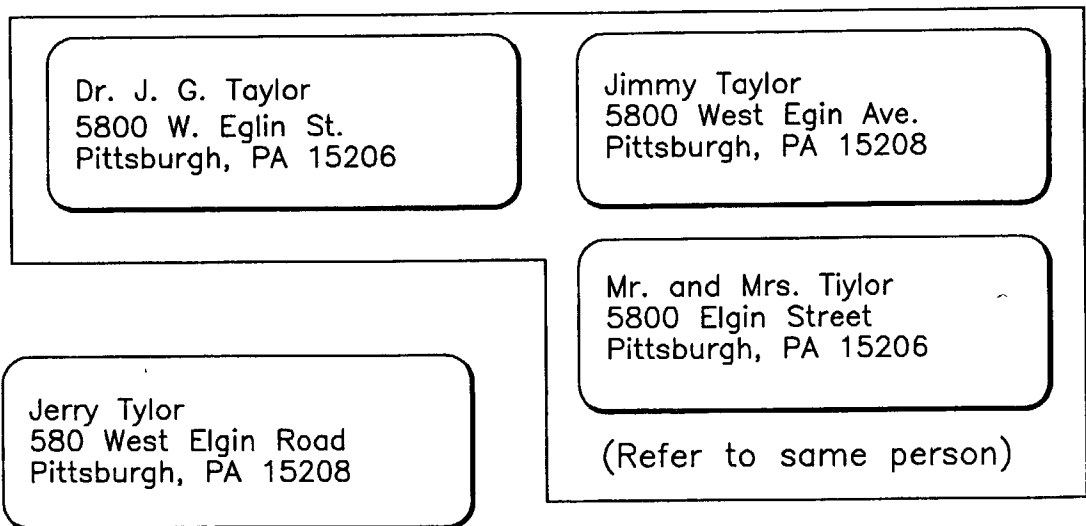 Dr. J. G. Taylor
5800 W. Eglin St.
Pittsburgh, PA 15206
Jimmy Taylor
5800 West Egin Ave.
Pittsburgh, PA 15208
Mr. and Mrs. Tiylor
5800 Elgin Street
Pittsburgh, PA 15206
(Refer to same person)
Jerry Tylor
580 West Elgin Road
Pittsburgh, PA 15208